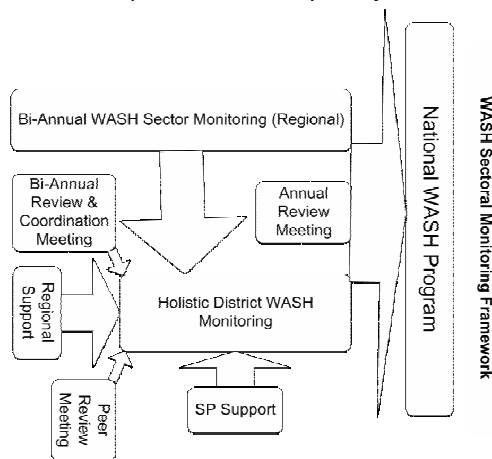 Bi-Annual WASH Sector Monitoring (Regional)
Bi-Annual
Review &
Coordination
Meeting
Annual
Review
Meeting
Regional
Support
Holistic District WASH
Monitoring
Peer
Review
Meeting
SP Support
National WASH Program
WASH Sectoral Monitoring Framework